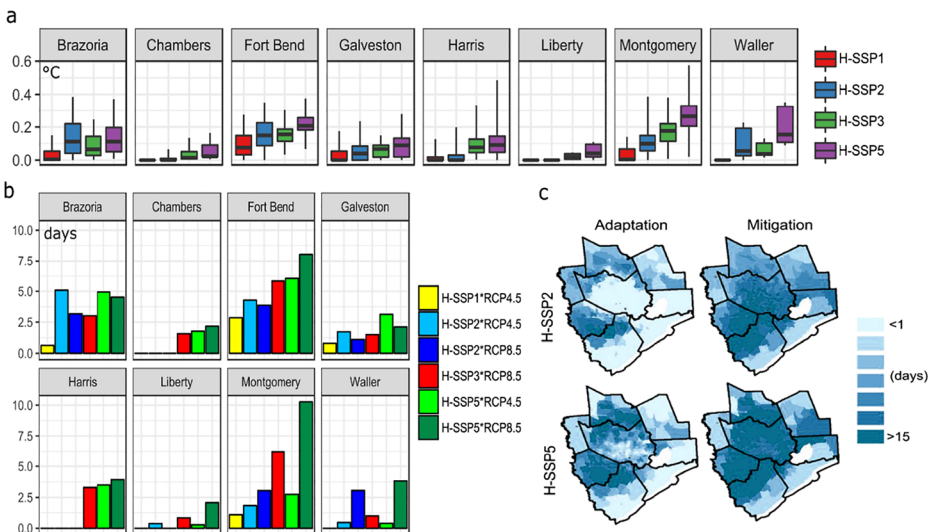 a
Brazoria Chambers Fort Bend Galveston Harris Liberty Montgomery Waller
0.6
°C
0.4
0.2
0.0
H-SSP1
H-SSP2
H-SSP3
H-SSP5
b
Brazoria Chambers Fort Bend Galveston
10.0
days
7.5
5.0
2.5
0.0
Harris Liberty Montgomery Waller
10.0
7.5
5.0
2.5
0.0
H-SSP1*RCP4.5
H-SSP2*RCP4.5
H-SSP2*RCP8.5
H-SSP3*RCP8.5
H-SSP5*RCP4.5
H-SSP5*RCP8.5
c
Adaptation Mitigation
H-SSP2
H-SSP5
<1
(days)
>15